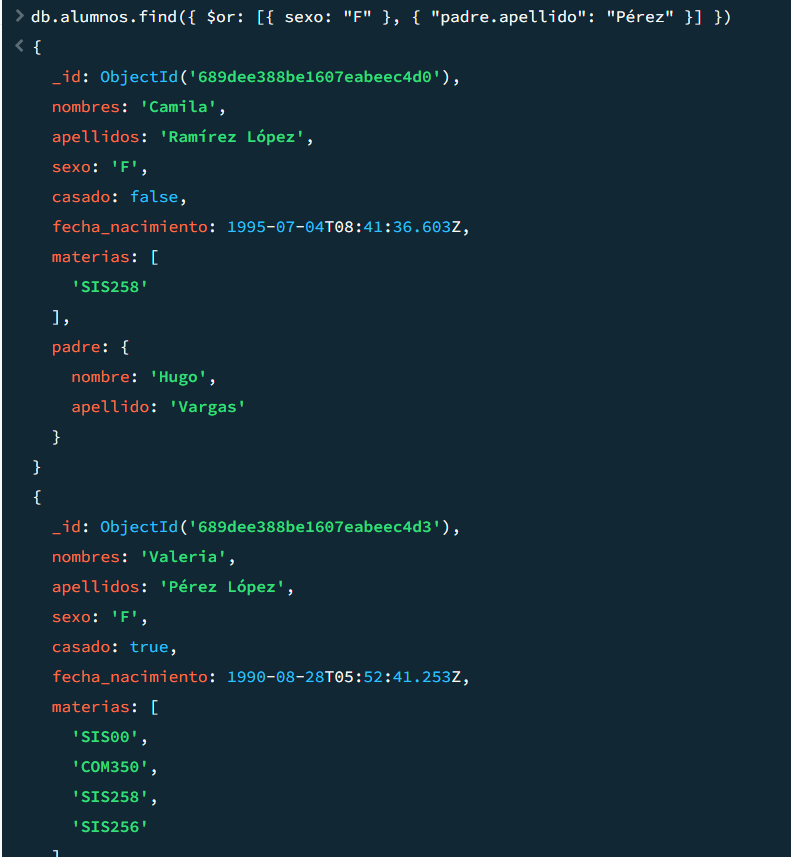 > db.alumnos.find({ $or: [{ sexo: "F" }, { "padre.apellido": "Pérez" }] })
< {
_id: ObjectId('689dee388be1607eabeec4d0'),
nombres: 'Camila',
apellidos: 'Ramírez López',
sexo: 'F',
casado: false,
fecha_nacimiento: 1995-07-04T08:41:36.603Z,
materias: [
'SIS258'
],
padre: {
nombre: 'Hugo',
apellido: 'Vargas'
}
}
{
_id: ObjectId('689dee388be1607eabeec4d3'),
nombres: 'Valeria',
apellidos: 'Pérez López',
sexo: 'F',
casado: true,
fecha_nacimiento: 1990-08-28T05:52:41.253Z,
materias: [
'SIS00',
'COM350',
'SIS258',
'SIS256'
]